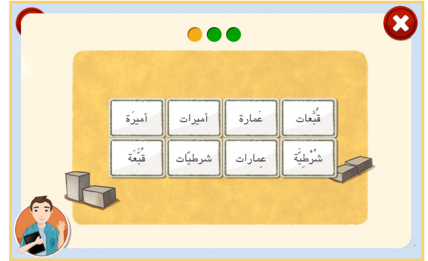 قُبَّعات عَمارة أميرات أميرَة
شُرْطِيَّة عِمارات شرطيّات قُبَّعَة